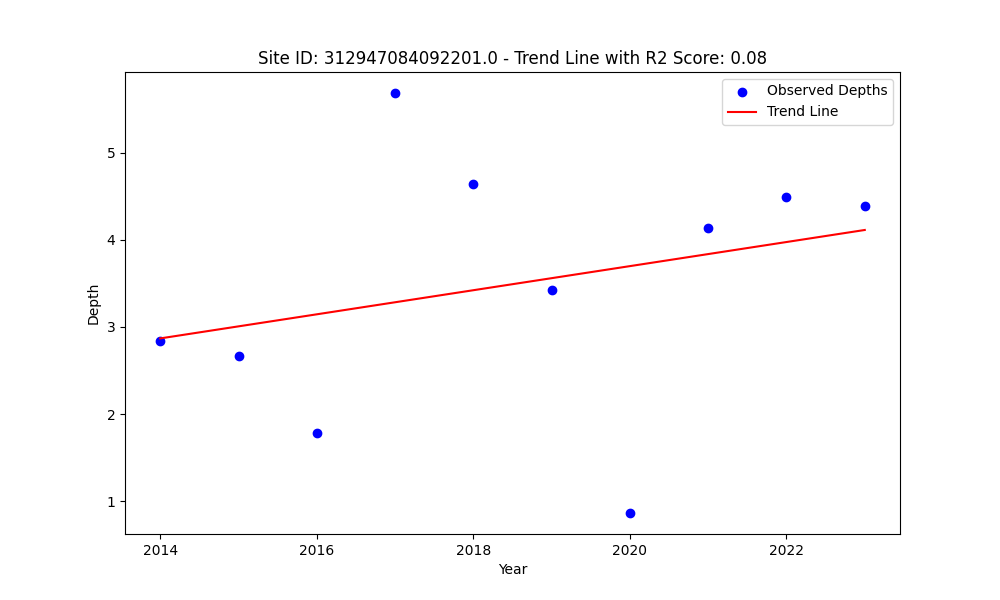 Site ID: 312947084092201.0 - Trend Line with R2 Score: 0.08
Observed Depths
Trend Line
5
4
3
2
1
Depth
2014 2016 2018 2020 2022
Year